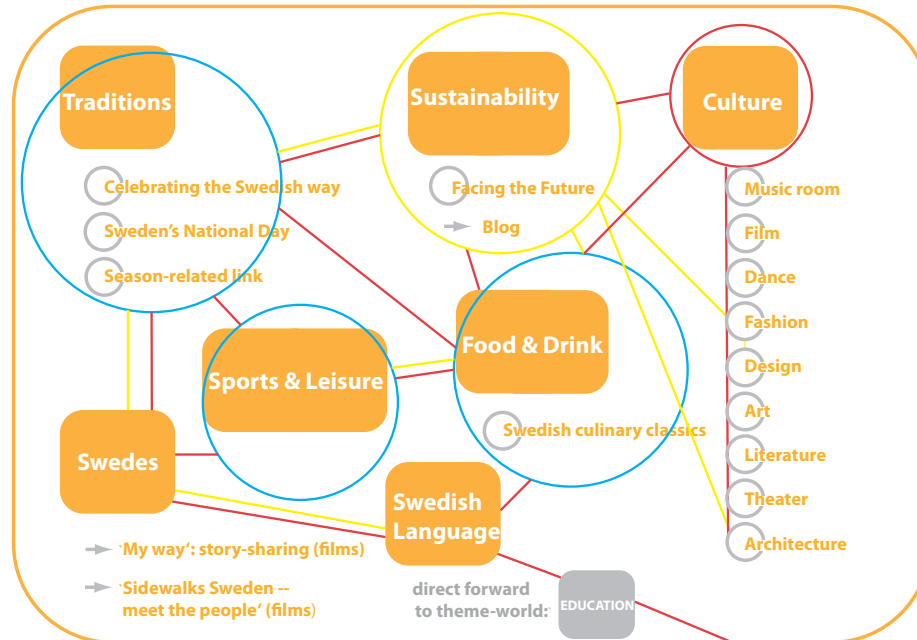 Traditions
Celebrating the Swedish way
Sweden's National Day
Season-related link
Sustainability
Facing the Future
Blog
Culture
Music room
Film
Dance
Fashion
Design
Art
Literature
Theater
Architecture
Sports & Leisure
Food & Drink
Swedish culinary classics
Swedes
'My way‘: story-sharing (films)
`Sidewalks Sweden --
meet the people‘ (films)
Swedish
Language
direct forward
to theme-world:
EDUCATION